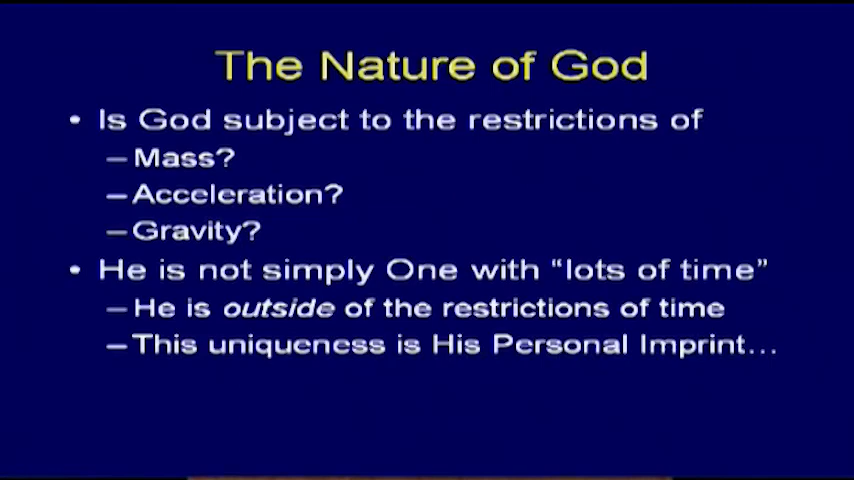 The Nature of God
• Is God subject to the restrictions of
– Mass?
– Acceleration?
– Gravity?
• He is not simply One with “lots of time”
– He is outside of the restrictions of time
– This uniqueness is His Personal Imprint…